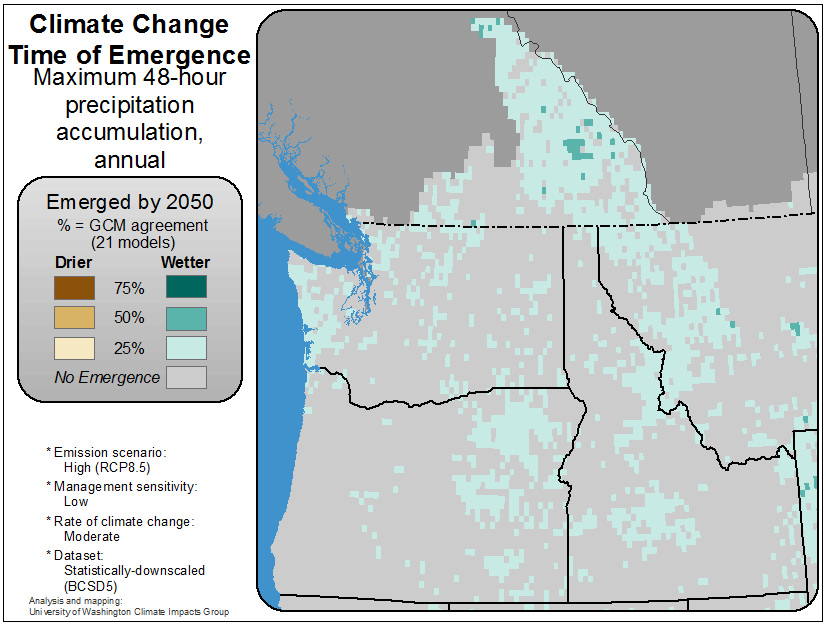 Climate Change
Time of Emergence
Maximum 48-hour
precipitation
accumulation,
annual
Emerged by 2050
% = GCM agreement
(21 models)
Drier Wetter
75%
50%
25%
No Emergence
* Emission scenario:
High (RCP8.5)
* Management sensitivity:
Low
* Rate of climate change:
Moderate
* Dataset:
Statistically-downscaled
(BCSD5)
Analysis and mapping:
University of Washington Climate Impacts Group